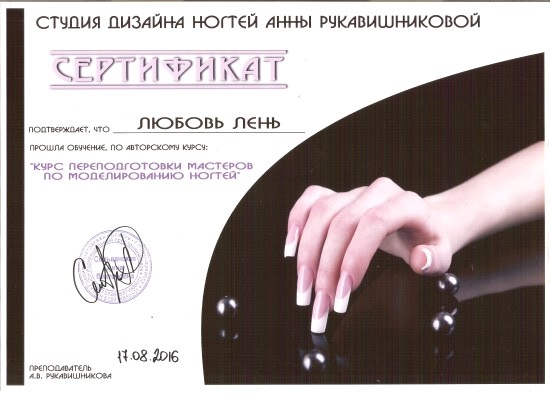 СТУДИЯ ДИЗАЙНА НОГТЕЙ АННЫ РУКАВИШНИКОВОЙ
СЕРТИФИКАТ
ПОДТВЕРЖДАЕТ, ЧТО ЛЮБОВЬ ЛЕНЬ
ПРОШЛА ОБУЧЕНИЕ, ПО АВТОРСКОМУ КУРСУ:
"КУРС ПЕРЕПОДГОТОВКИ МАСТЕРОВ
ПО МОДЕЛИРОВАНИЮ НОГТЕЙ"
17.08.2016
ПРЕПОДАВАТЕЛЬ
А.В. РУКАВИШНИКОВА